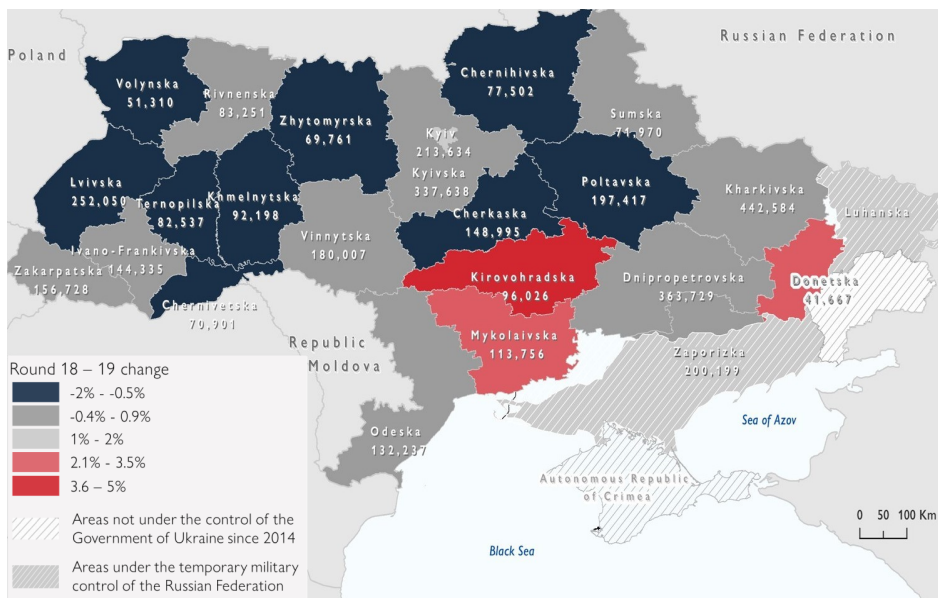 Poland
Russian Federation
Volynska
51,310
Rivnenska
83,251
Zhytomyrska
69,761
Chernihivska
77,502
Sumska
71,970
Kyiv
213,634
Kyivska
337,638
Lvivska
252,050
Ternopilska
82,537
Khmelnytska
92,198
Cherkaska
148,995
Poltavska
197,417
Kharkivska
442,584
Luhanska
Ivano-Frankivska
144,335
Zakarpatska
156,728
Vinnytska
180,007
Kirovohradska
96,026
Dnipropetrovska
363,729
Donetska
41,667
Chernivetska
70,901
Mykolaivska
113,756
Republic
Moldova
Zaporizka
200,199
Odeska
132,237
Sea of Azov
Autonomous Republic
of Crimea
Black Sea
0 50 100 Km
Round 18 – 19 change
-2% - -0.5%
-0.4% - 0.9%
1% - 2%
2.1% - 3.5%
3.6 – 5%
Areas not under the control of the
Government of Ukraine since 2014
Areas under the temporary military
control of the Russian Federation